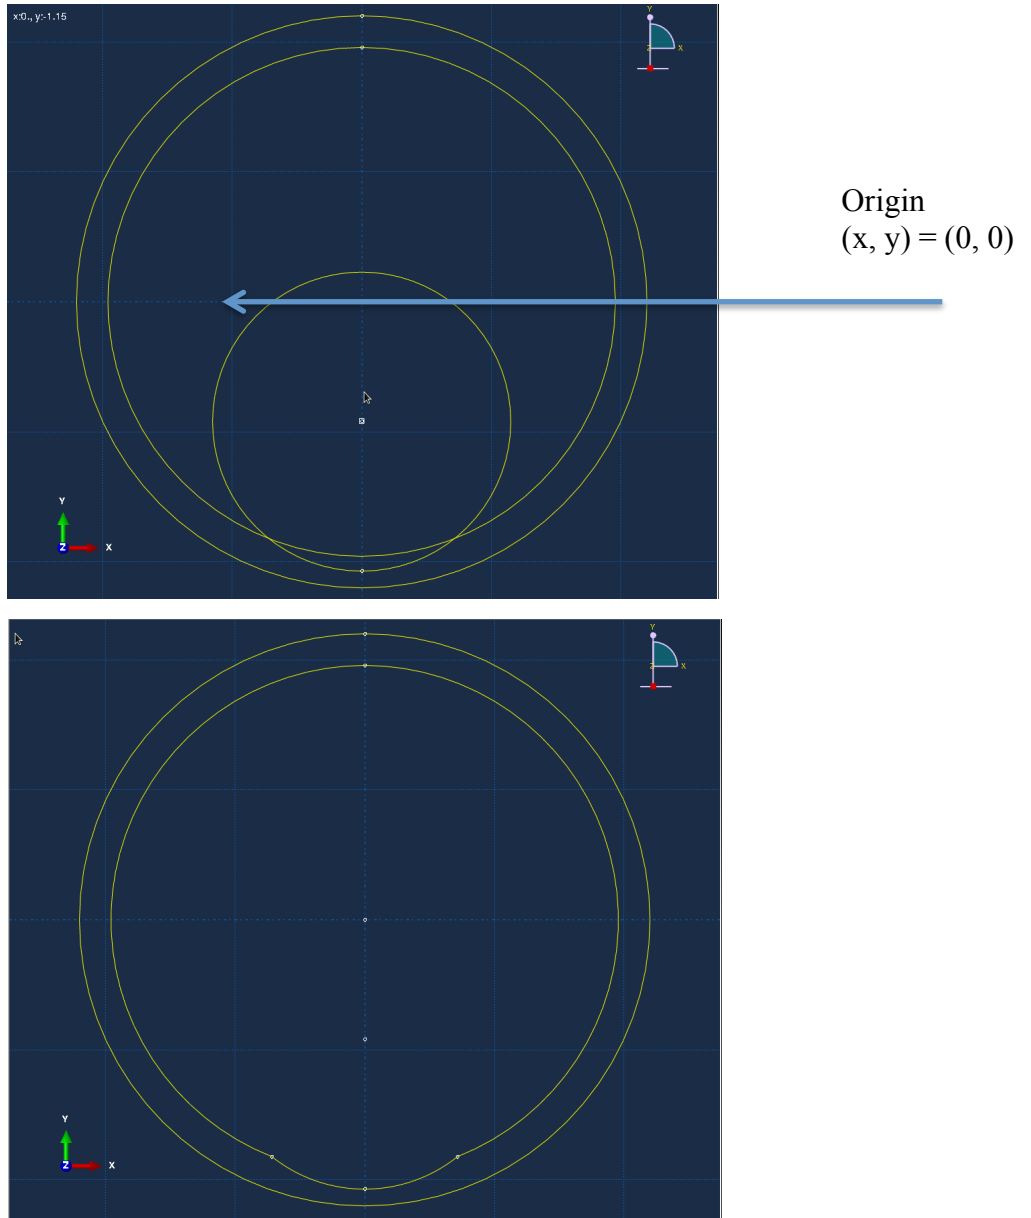 x:0., y:-1.15
Y
Z X
Origin
(x, y) = (0, 0)
Y
Z X
Y
Z X
Y
Z X